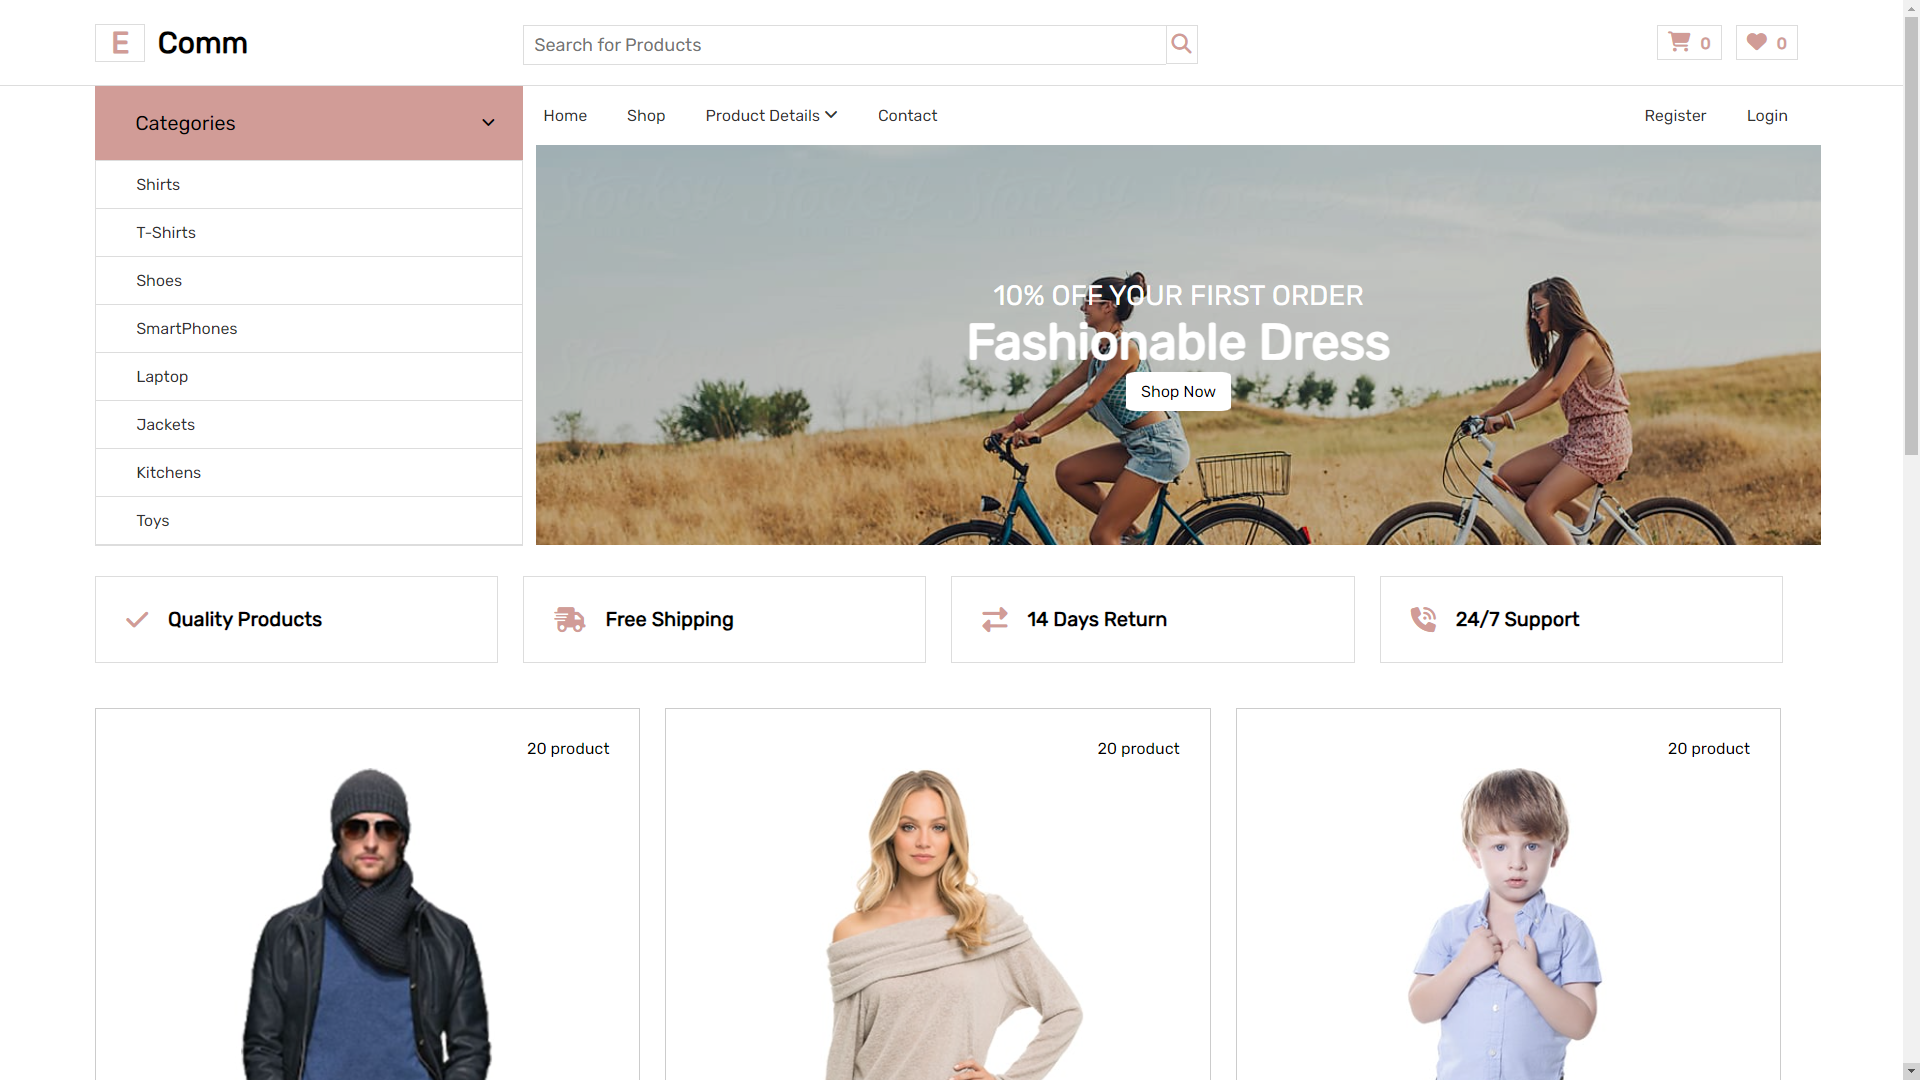 E Comm
Search for Products
0
0
Categories
Home
Shop
Product Details
Contact
Register
Login
Shirts
T-Shirts
Shoes
SmartPhones
Laptop
Jackets
Kitchens
Toys
10% OFF YOUR FIRST ORDER
Fashionable Dress
Shop Now
Quality Products
Free Shipping
14 Days Return
24/7 Support
20 product
20 product
20 product